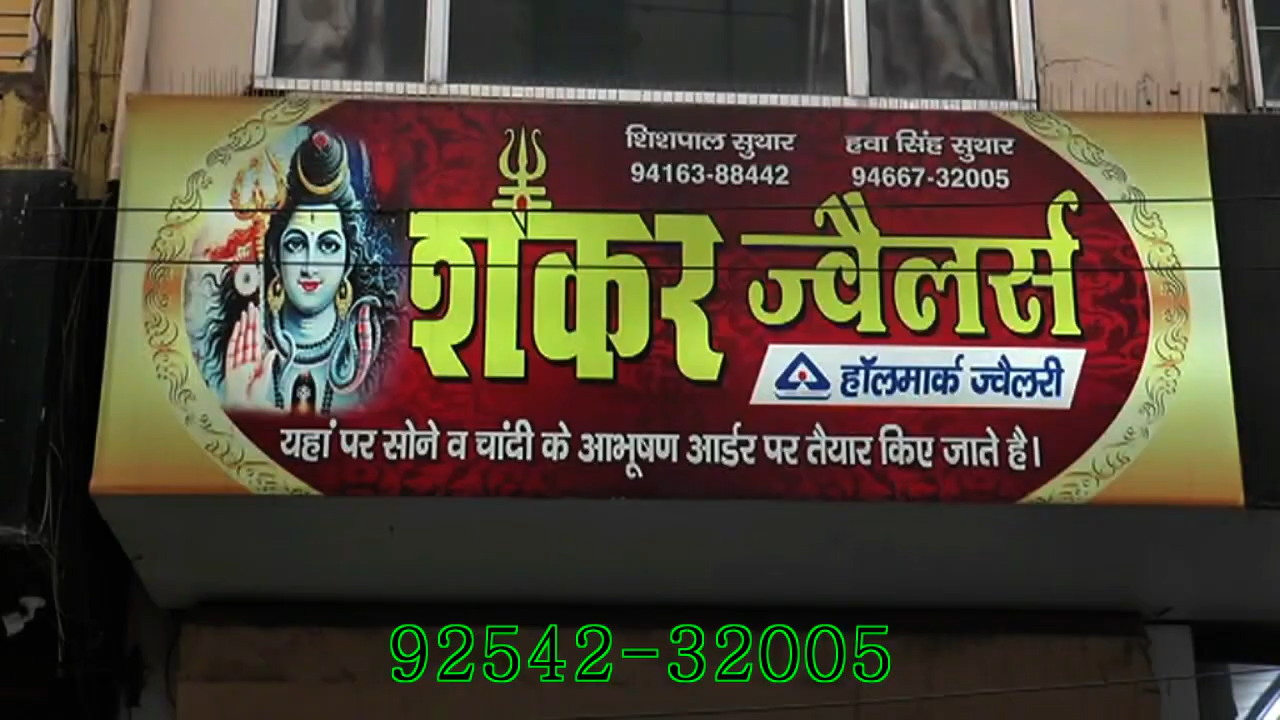 शिशपाल सुथार हवा सिंह सुथार
94163-88442 94667-32005
शंकर ज्वैलर्स
हॉलमार्क ज्वैलरी
यहां पर सोने व चांदी के आभूषण आर्डर पर तैयार किए जाते है।
92542-32005